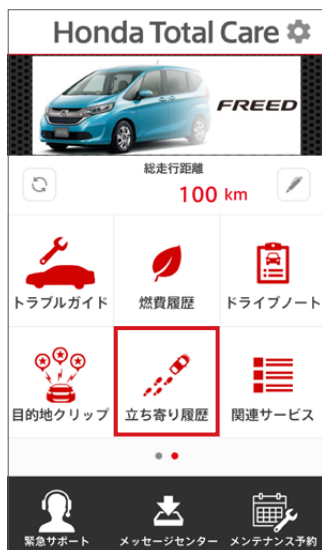 Honda Total Care
FREED
総走行距離
100 km
トラブルガイド
燃費履歴
ドライブノート
目的地クリップ
立ち寄り履歴
関連サービス
緊急サポート
メッセージセンター
メンテナンス予約